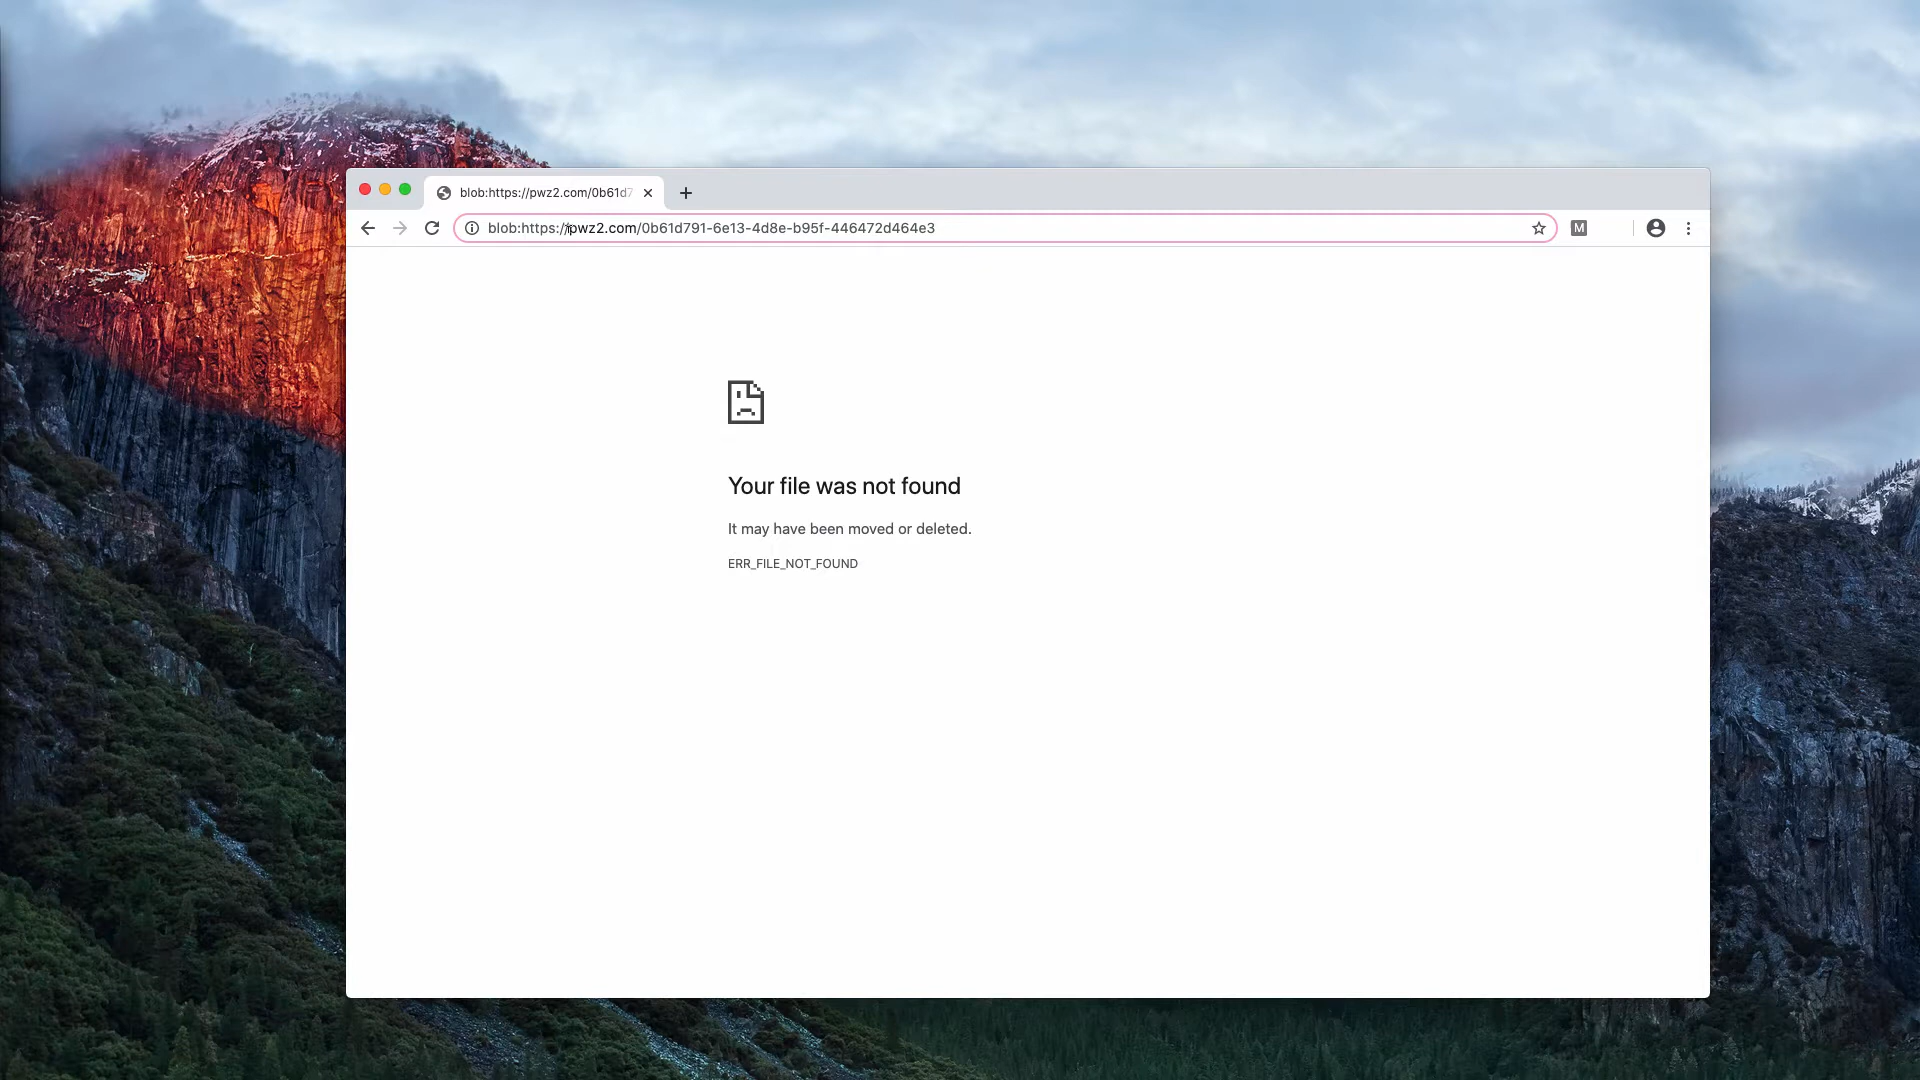 blob:https://pwz2.com/0b61d7
blob:https://pwz2.com/0b61d791-6e13-4d8e-b95f-446472d464e3
M
Your file was not found
It may have been moved or deleted.
ERR_FILE_NOT_FOUND